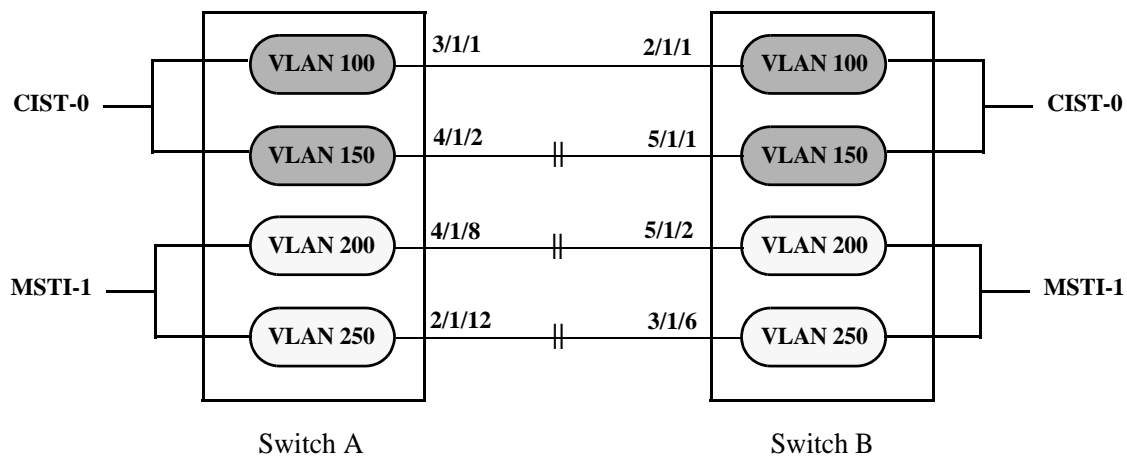 3/1/1 2/1/1
VLAN 100 VLAN 100
CIST-0 CIST-0
4/1/2 5/1/1
VLAN 150 VLAN 150
4/1/8 5/1/2
VLAN 200 VLAN 200
MSTI-1 MSTI-1
2/1/12 3/1/6
VLAN 250 VLAN 250
Switch A Switch B